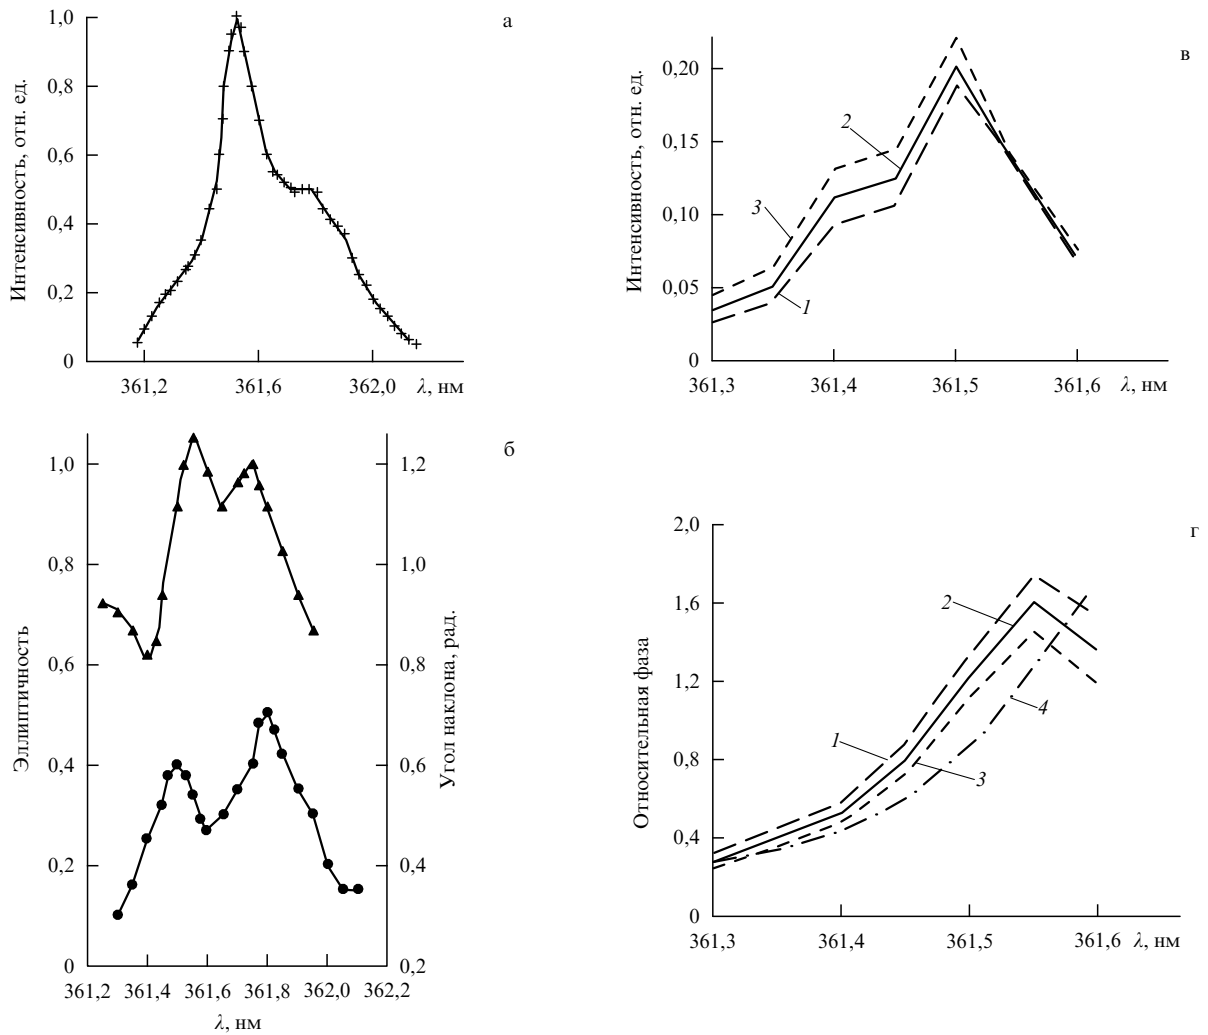 а
Интенсивность, отн. ед.
1,0
0,8
0,6
0,4
0,2
0
361,2 361,6 362,0 λ, нм
б
Эллиптичность
1,0
0,8
0,6
0,4
0,2
0
Угол наклона, рад.
1,2
1,0
0,8
0,6
0,4
0,2
361,2 361,4 361,6 361,8 362,0 362,2
λ, нм
в
Интенсивность, отн. ед.
0,20
0,15
0,10
0,05
0
2
3
1
361,3 361,4 361,5 361,6 λ, нм
г
Относительная фаза
2,0
1,6
1,2
0,8
0,4
0
2
4
1
3
361,3 361,4 361,5 361,6 λ, нм